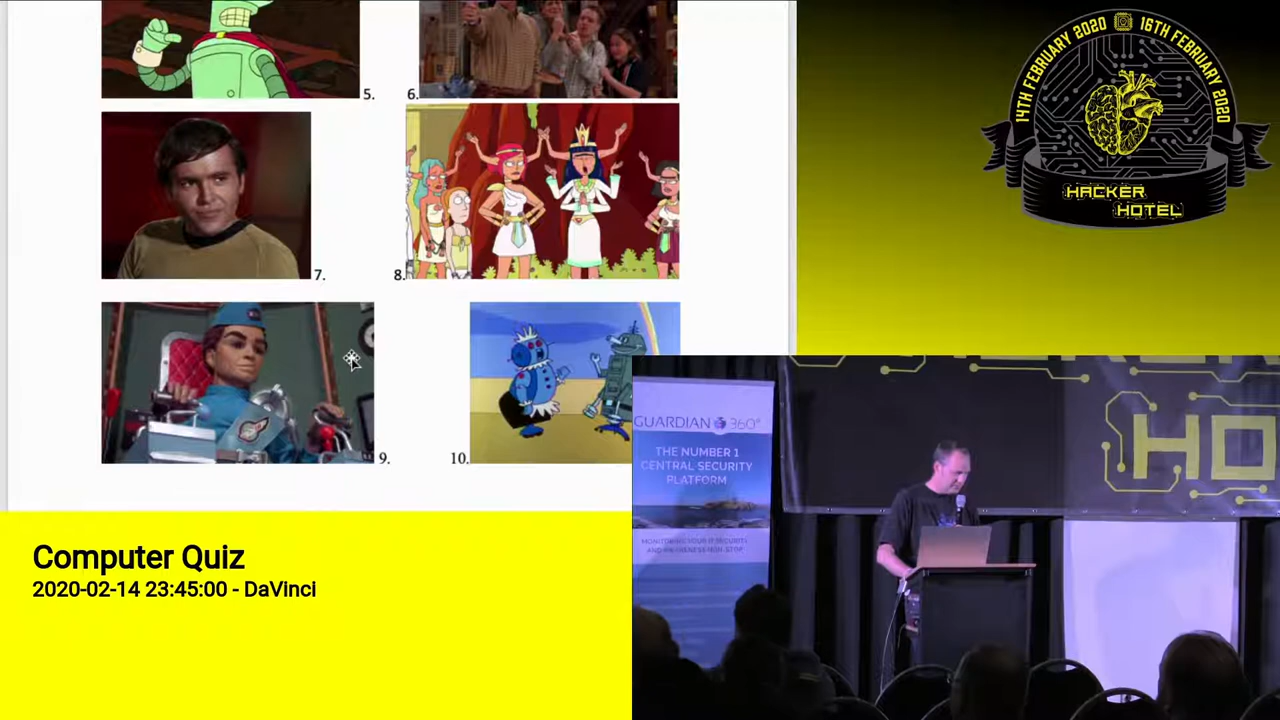 5.
6.
7.
8.
9.
10.
14TH FEBRUARY 2020
16TH FEBRUARY 2020
HACKER
HOTEL
GUARDIAN 360°
THE NUMBER 1
CENTRAL SECURITY
PLATFORM
HO
Computer Quiz
2020-02-14 23:45:00 - DaVinci